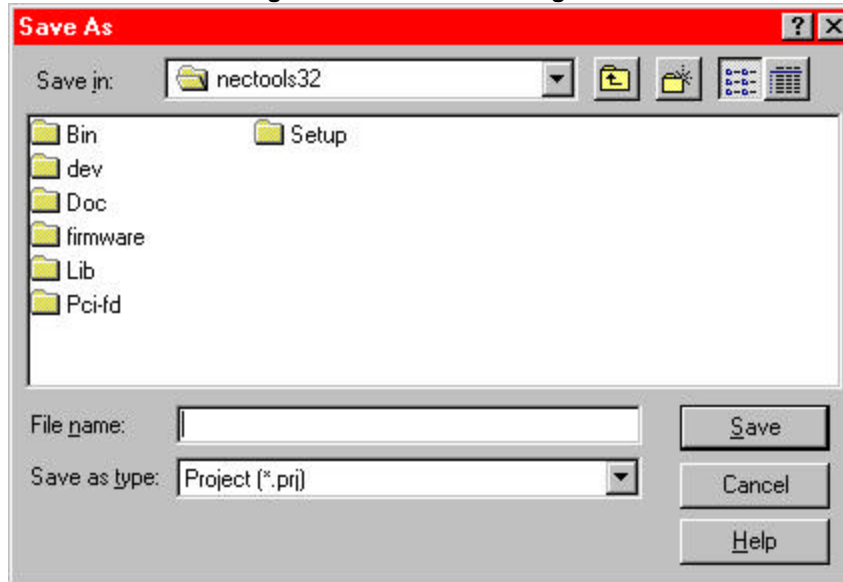 Save As
Save in: nectools32
Bin
Setup
dev
Doc
firmware
Lib
Pci-fd
File name:
Save
Save as type: Project (*.prj)
Cancel
Help